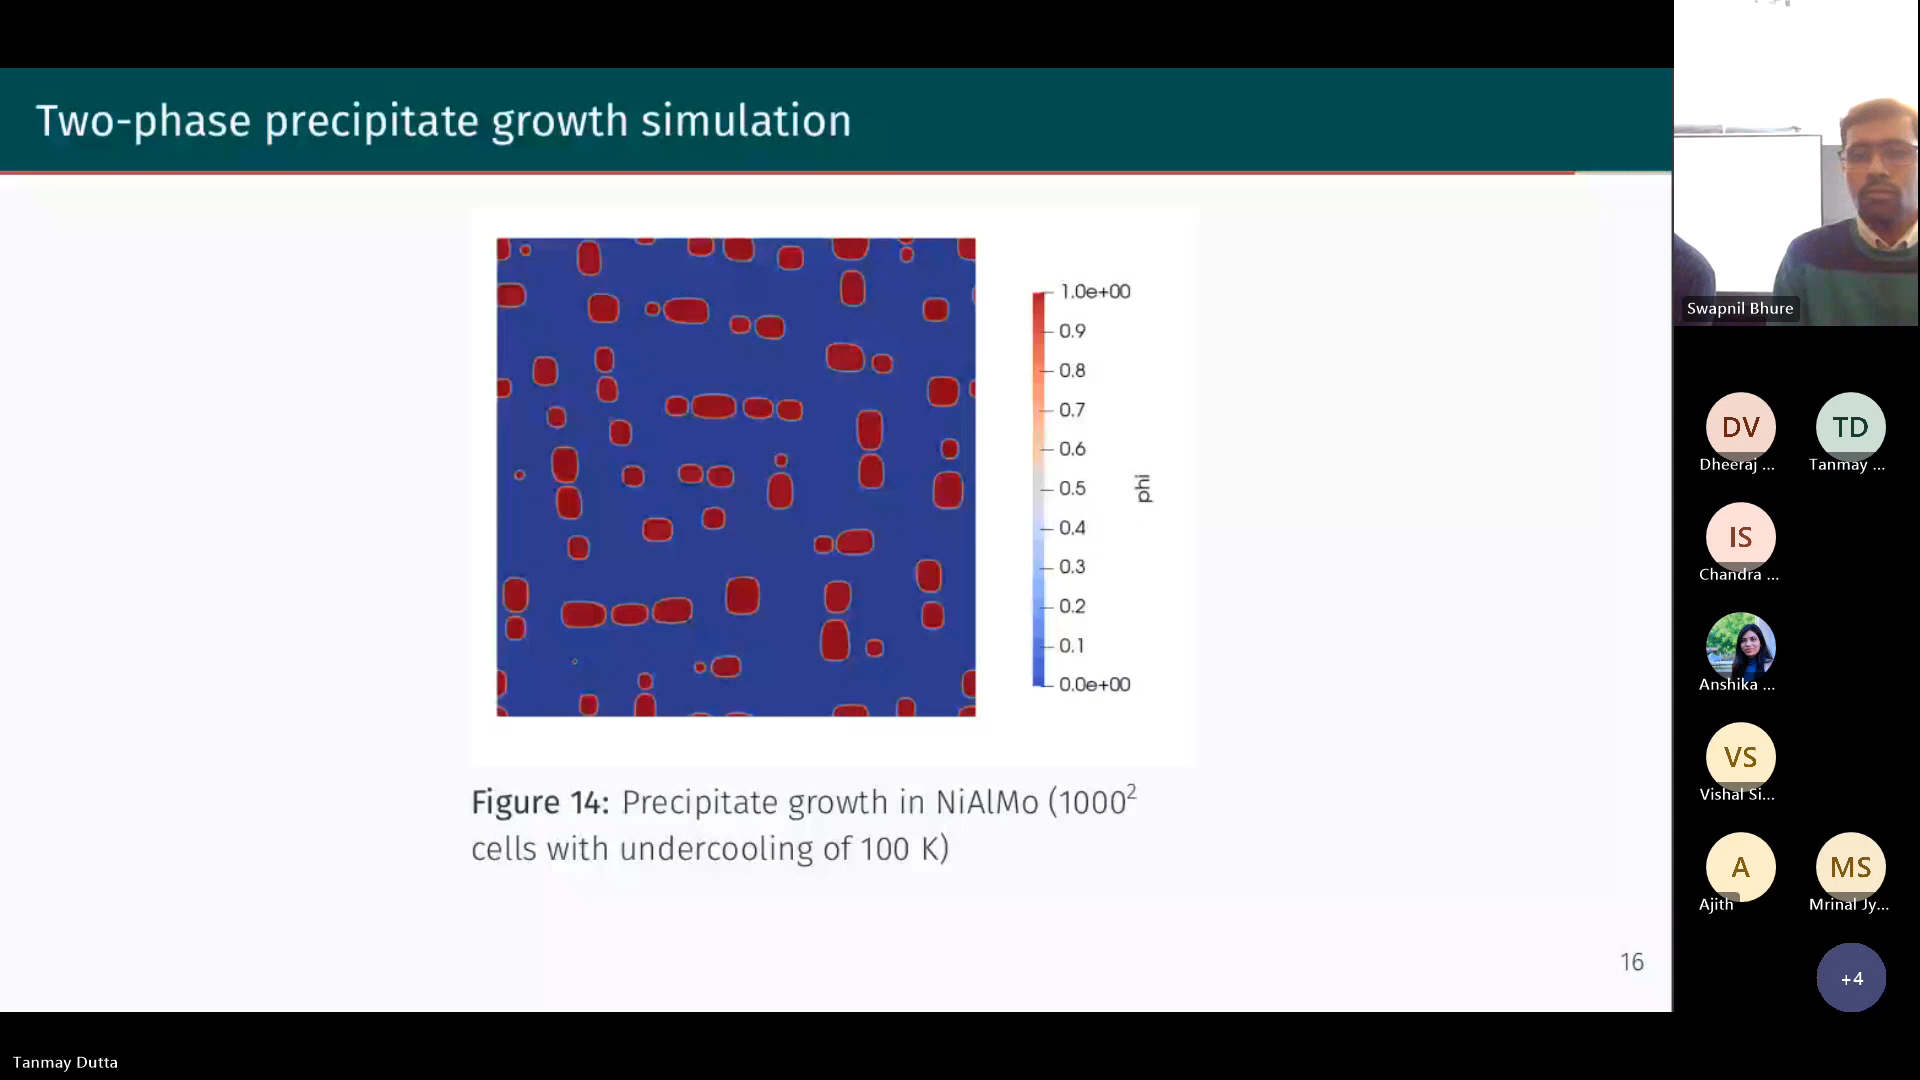 Two-phase precipitate growth simulation
1.0e+00
0.9
0.8
0.7
0.6
0.5
0.4
0.3
0.2
0.1
0.0e+00
phi
Figure 14: Precipitate growth in NiAlMo (1000²
cells with undercooling of 100 K)
16
Tanmay Dutta
Swapnil Bhure
DV
Dheeraj ...
TD
Tanmay ...
IS
Chandra ...
Anshika ...
VS
Vishal Si...
A
Ajith
MS
Mrinal Jy...
+4